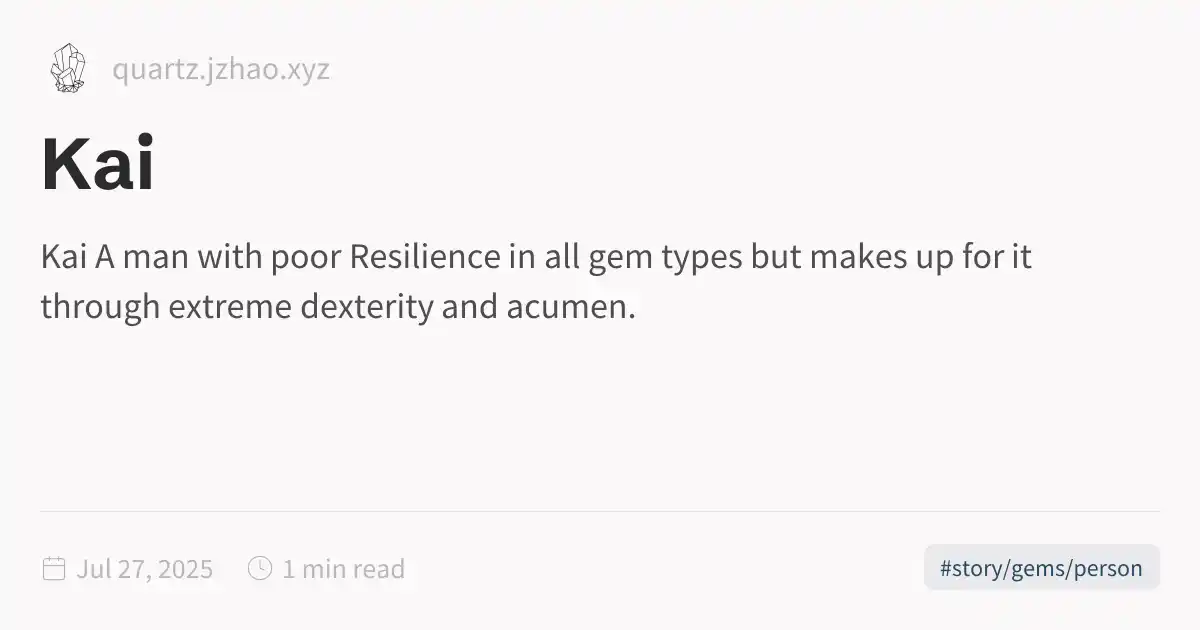 quartz.jzhao.xyz
Kai
Kai A man with poor Resilience in all gem types but makes up for it
through extreme dexterity and acumen.
Jul 27, 2025
1 min read
#story/gems/person